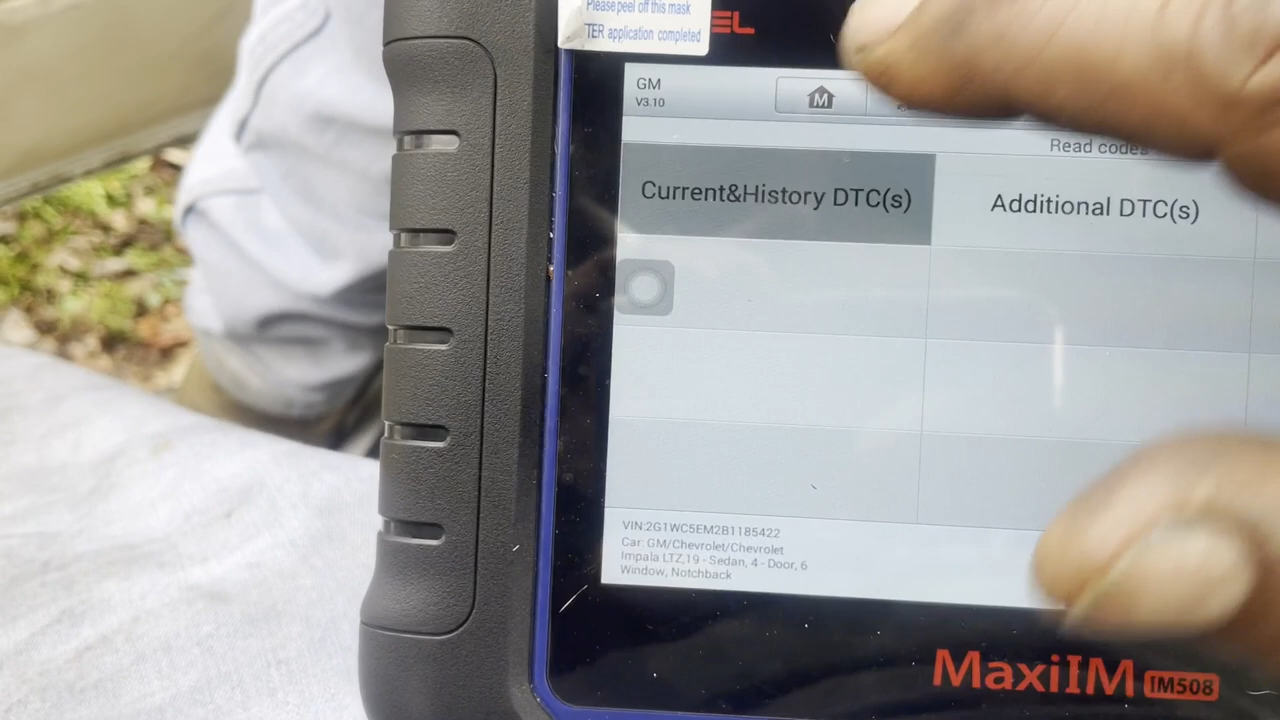 Please peel off this mask
TER application completed
EL
GM
V3.10
M
Read codes
Current&History DTC(s)
Additional DTC(s)
VIN:2G1WC5EM2B1185422
Car: GM/Chevrolet/Chevrolet
Impala LTZ,19 - Sedan, 4 - Door, 6
Window, Notchback
MaxiIM IM508